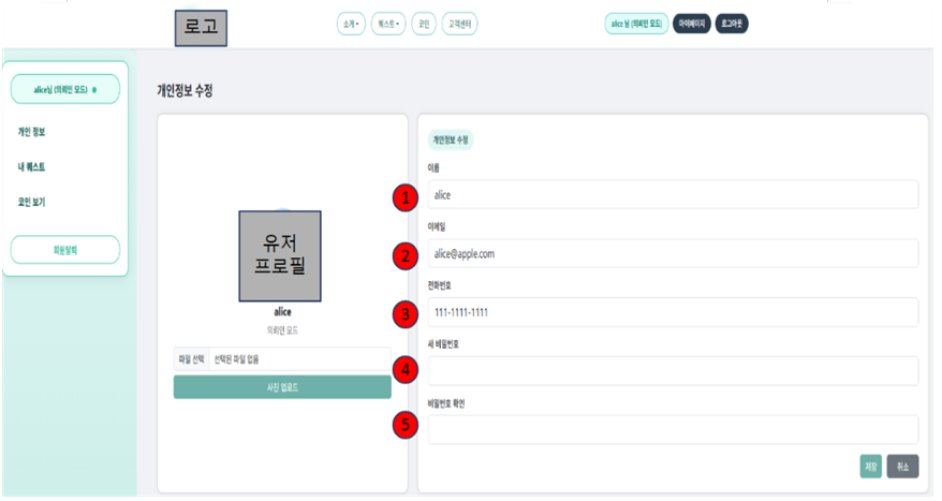 로고
소개
퀘스트
코인
고객센터
alice 님 (의뢰인 모드)
마이페이지
로그아웃
alice님 (의뢰인 모드)
개인 정보
내 퀘스트
코인 보기
회원탈퇴
개인정보 수정
유저
프로필
alice
의뢰인 모드
파일 선택 선택된 파일 없음
사진 업로드
개인정보 수정
이름
1 alice
이메일
2 alice@apple.com
전화번호
3 111-1111-1111
새 비밀번호
4
비밀번호 확인
5
저장
취소